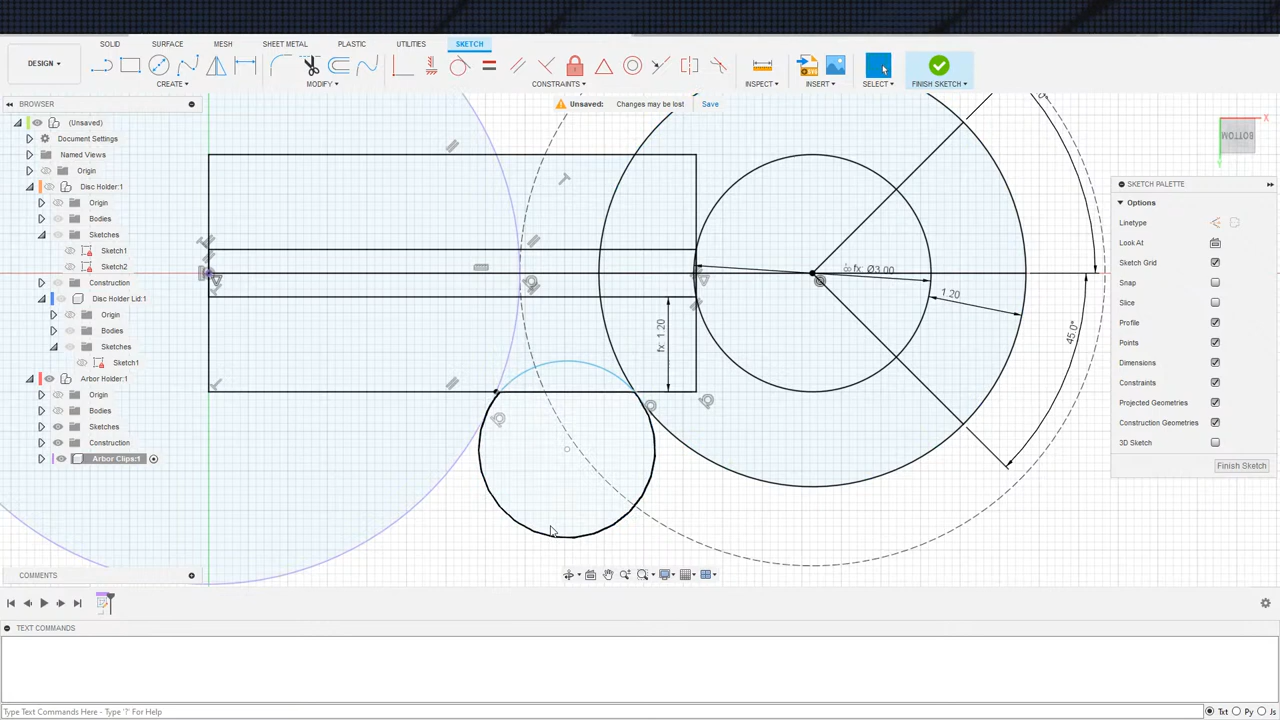 SOLID SURFACE MESH SHEET METAL PLASTIC UTILITIES SKETCH
DESIGN
CREATE MODIFY CONSTRAINTS INSPECT INSERT SELECT FINISH SKETCH
BROWSER
Unsaved: Changes may be lost Save
(Unsaved)
Document Settings
Named Views
Origin
Disc Holder:1
Origin
Bodies
Sketches
Sketch1
Sketch2
Construction
Disc Holder Lid:1
Origin
Bodies
Sketches
Sketch1
Arbor Holder:1
Origin
Bodies
Sketches
Construction
Arbor Clips:1
fx: Ø3.00
1.20
fx: 1.20
45.0°
X
BOTTOM
Y
SKETCH PALETTE
Options
Linetype
Look At
Sketch Grid
Snap
Slice
Profile
Points
Dimensions
Constraints
Projected Geometries
Construction Geometries
3D Sketch
Finish Sketch
COMMENTS
TEXT COMMANDS
Type Text Commands Here - Type '?' For Help
Txt Py Js